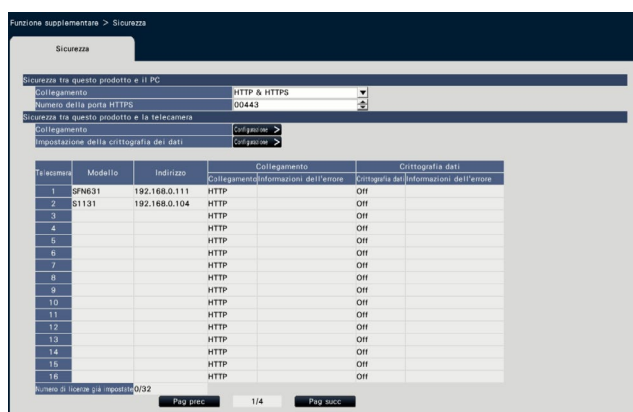 Funzione supplementare > Sicurezza
Sicurezza
Sicurezza tra questo prodotto e il PC
Collegamento HTTP & HTTPS
Numero della porta HTTPS 00443
Sicurezza tra questo prodotto e la telecamera
Collegamento Configurazione >
Impostazione della crittografia dei dati Configurazione >
Telecamera Modello Indirizzo Collegamento Crittografia dati
Collegamento Informazioni dell'errore Crittografia dati Informazioni dell'errore
1 SFN631 192.168.0.111 HTTP Off
2 S1131 192.168.0.104 HTTP Off
3 HTTP Off
4 HTTP Off
5 HTTP Off
6 HTTP Off
7 HTTP Off
8 HTTP Off
9 HTTP Off
10 HTTP Off
11 HTTP Off
12 HTTP Off
13 HTTP Off
14 HTTP Off
15 HTTP Off
16 HTTP Off
Numero di licenze già impostate 0/32
Pag prec 1/4 Pag succ